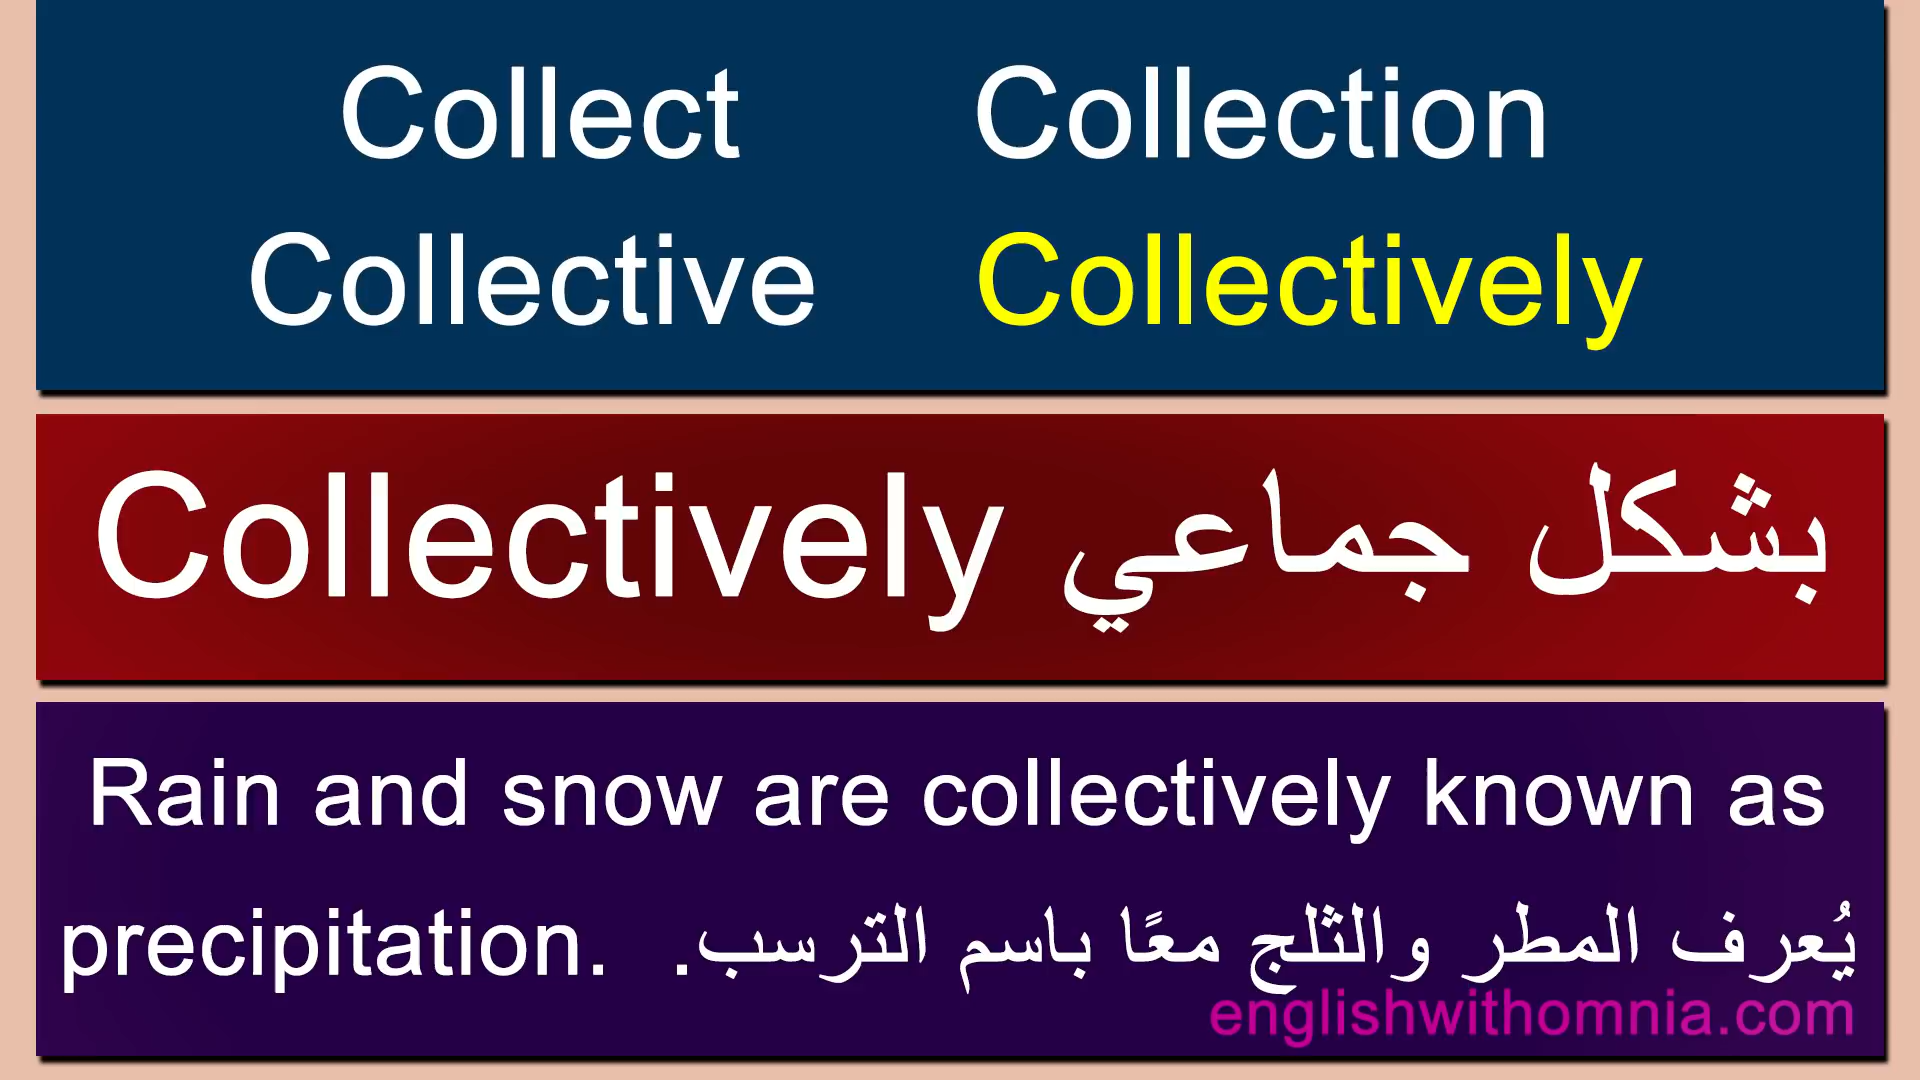 Collect Collection
Collective Collectively
Collectively بشكل جماعي
Rain and snow are collectively known as
precipitation. يُعرف المطر والثلج معًا باسم الترسب.
englishwithomnia.com